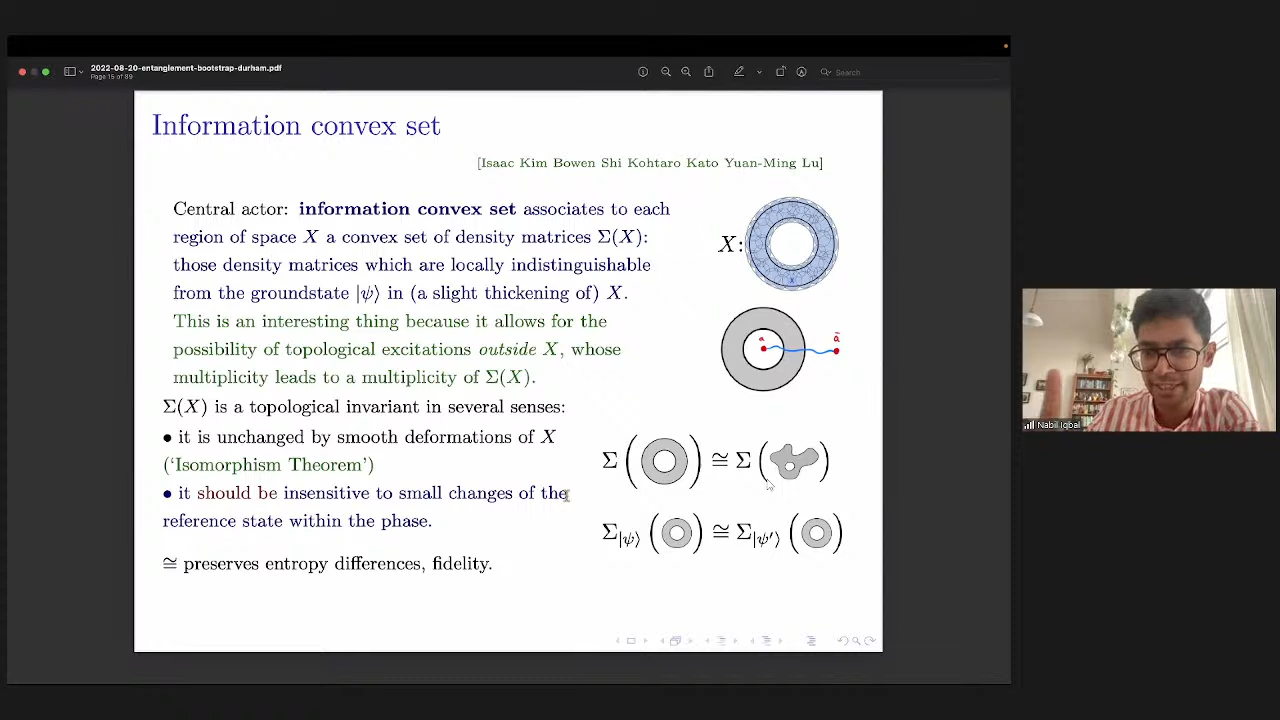 2022-08-20-entanglement-bootstrap-durham.pdf
Page 15 of 39
Search
Information convex set
[Isaac Kim Bowen Shi Kohtaro Kato Yuan-Ming Lu]
Central actor: information convex set associates to each
region of space X a convex set of density matrices Σ(X):
those density matrices which are locally indistinguishable
from the groundstate |ψ⟩ in (a slight thickening of) X.
X:
x
This is an interesting thing because it allows for the
possibility of topological excitations outside X, whose
multiplicity leads to a multiplicity of Σ(X).
a
ā
Σ(X) is a topological invariant in several senses:
• it is unchanged by smooth deformations of X
(‘Isomorphism Theorem’)
Σ ( ) ≅ Σ ( )
• it should be insensitive to small changes of the
reference state within the phase.
Σ|ψ⟩ ( ) ≅ Σ|ψ′⟩ ( )
≅ preserves entropy differences, fidelity.
Nabil Iqbal